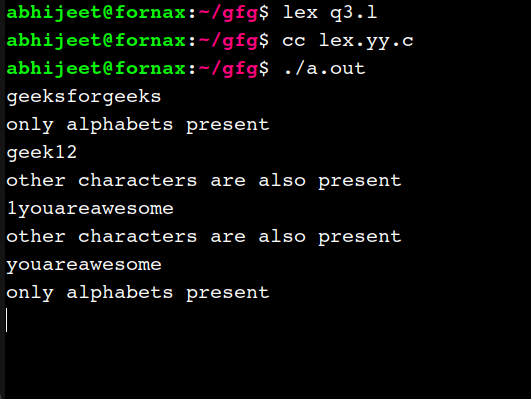 abhijeet@fornax:~/gfg$ lex q3.l
abhijeet@fornax:~/gfg$ cc lex.yy.c
abhijeet@fornax:~/gfg$ ./a.out
geeksforgeeks
only alphabets present
geek12
other characters are also present
1youareawesome
other characters are also present
youareawesome
only alphabets present